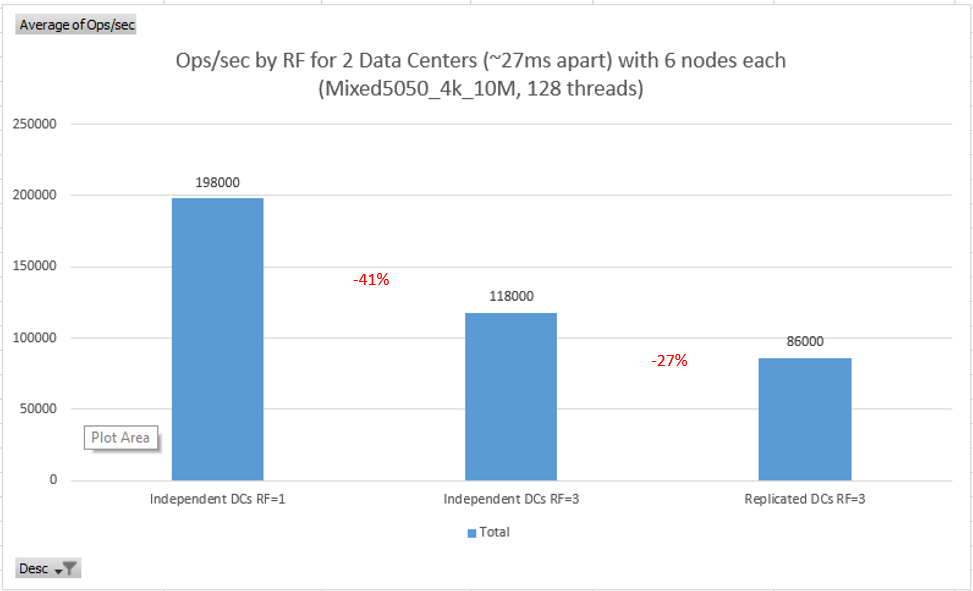 Average of Ops/sec
Ops/sec by RF for 2 Data Centers (~27ms apart) with 6 nodes each
(Mixed5050_4k_10M, 128 threads)
250000
200000
150000
100000
50000
0
198000
-41%
118000
-27%
86000
Plot Area
Independent DCs RF=1
Independent DCs RF=3
Replicated DCs RF=3
Total
Desc